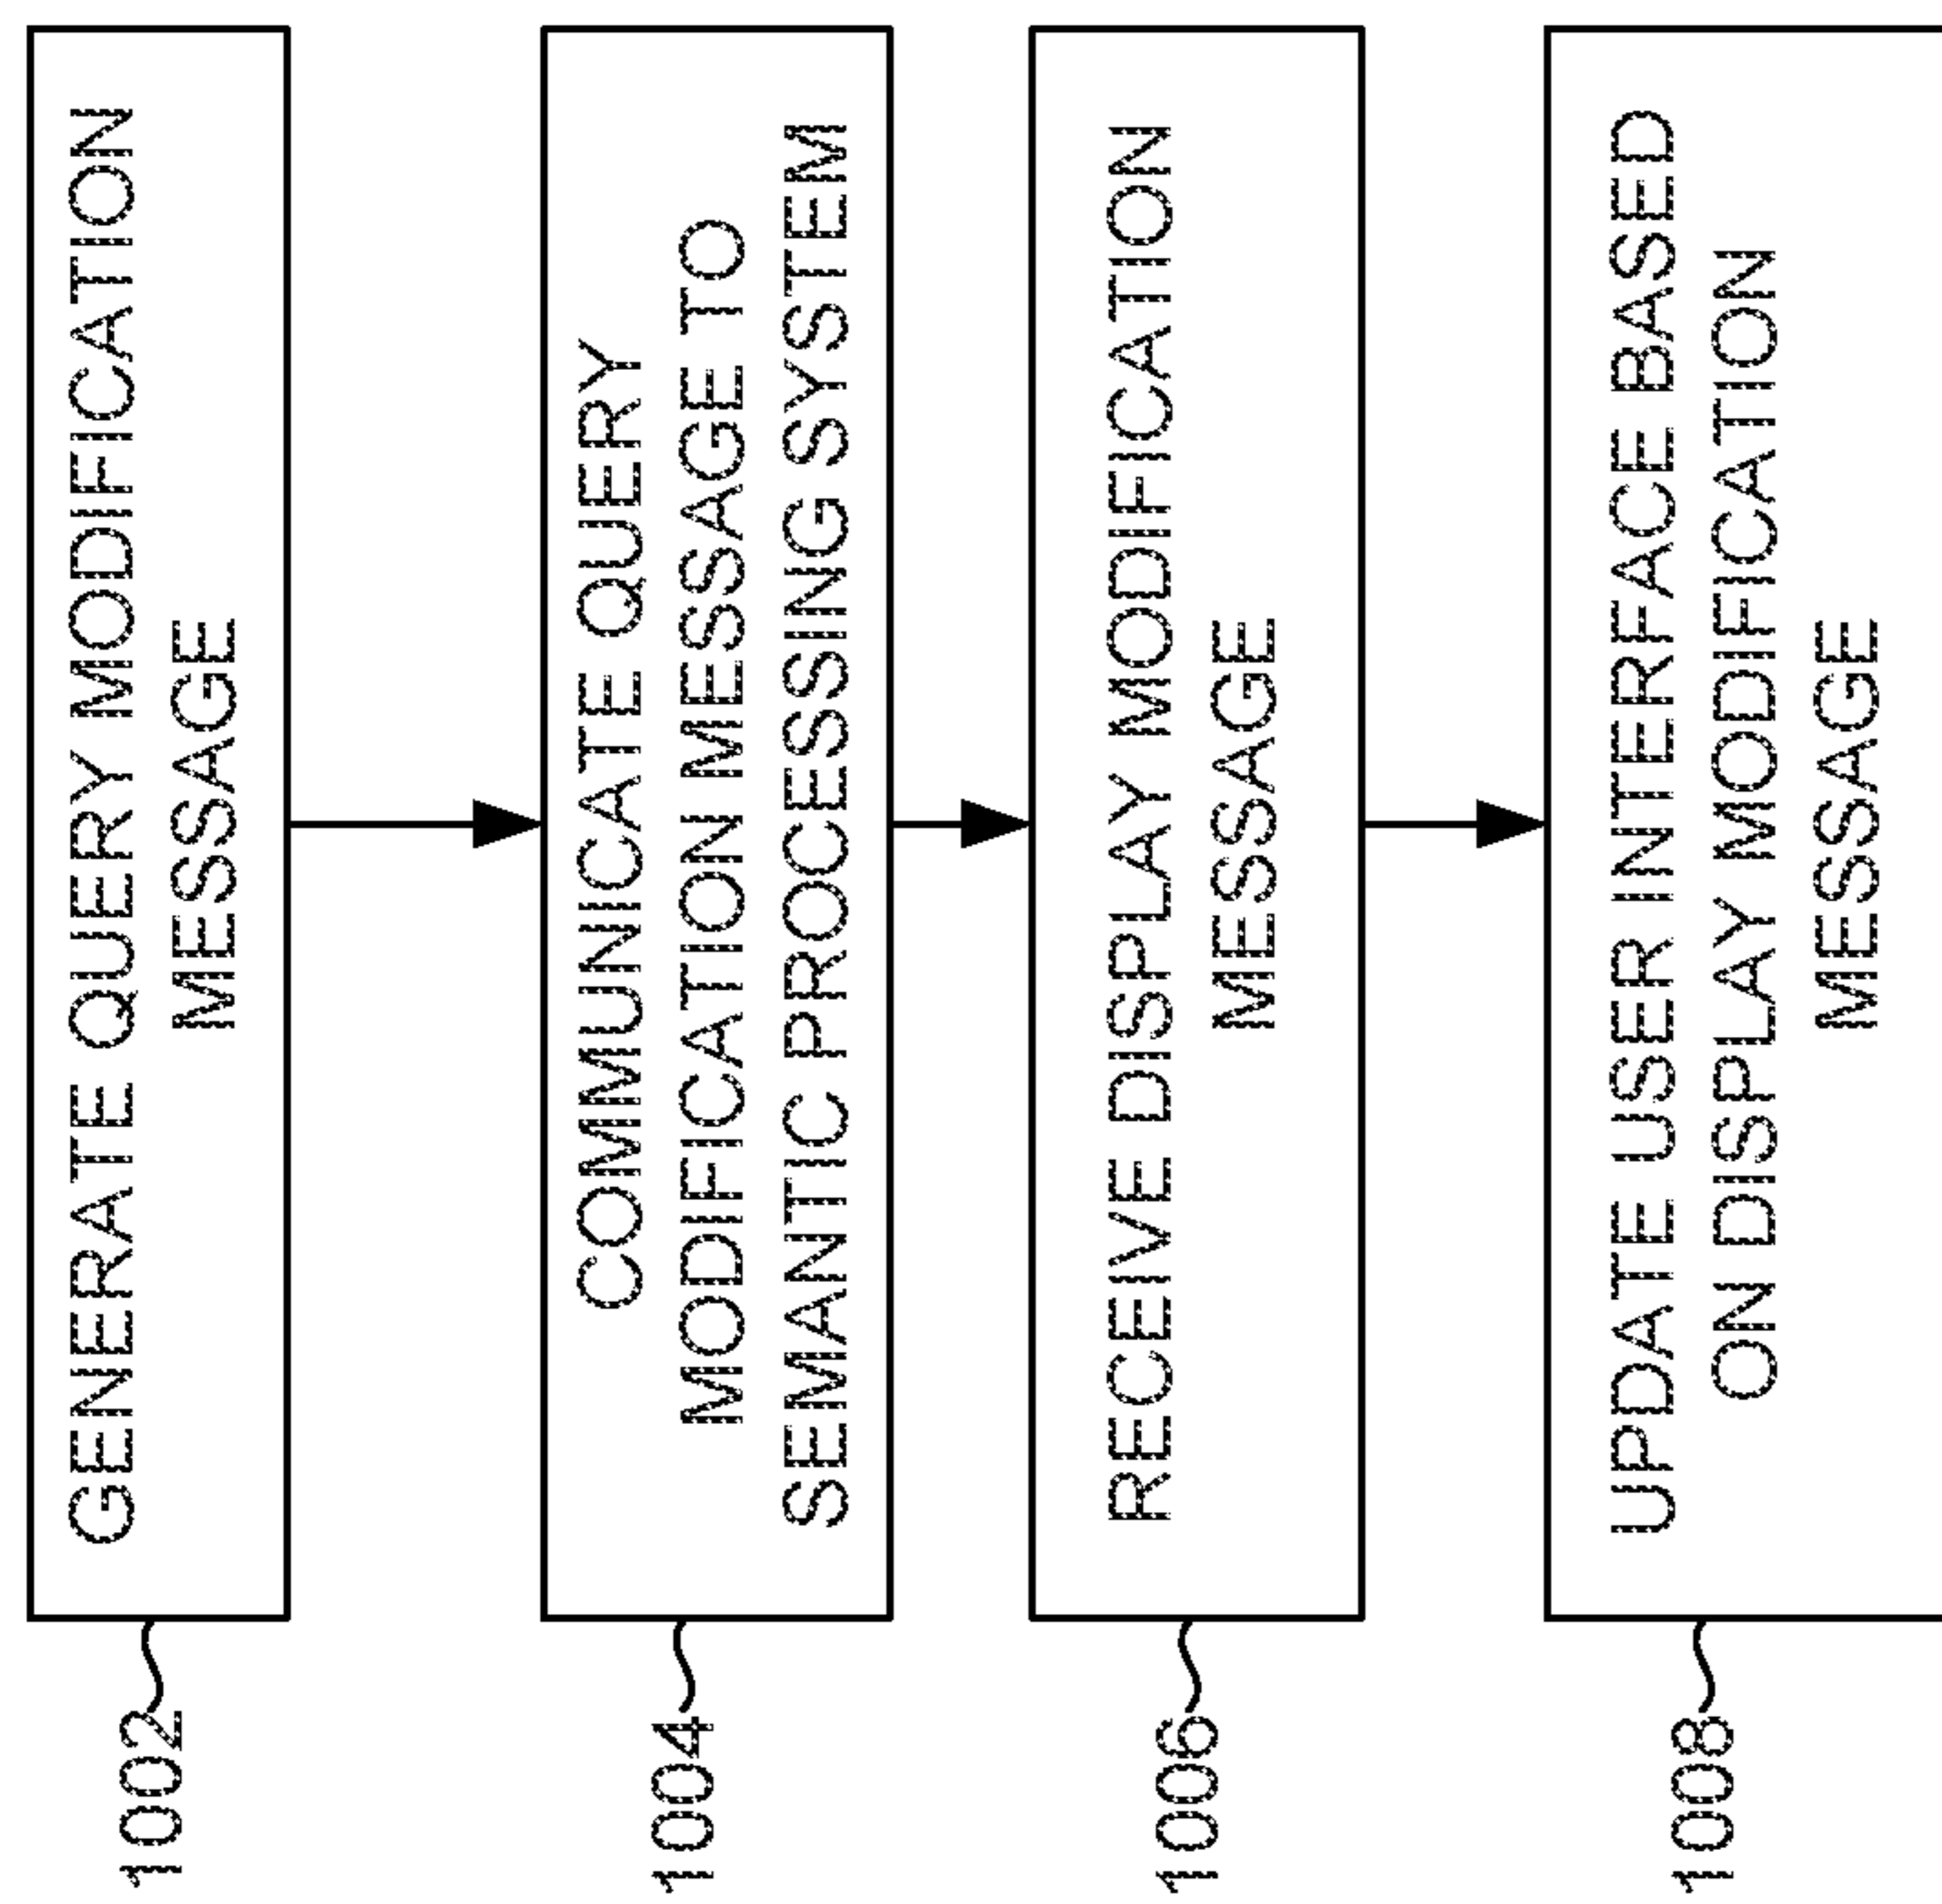 1002
GENERATE QUERY MODIFICATION
MESSAGE
1004
COMMUNICATE QUERY
MODIFICATION MESSAGE TO
SEMANTIC PROCESSING SYSTEM
1006
RECEIVE DISPLAY MODIFICATION
MESSAGE
1008
UPDATE USER INTERFACE BASED
ON DISPLAY MODIFICATION
MESSAGE